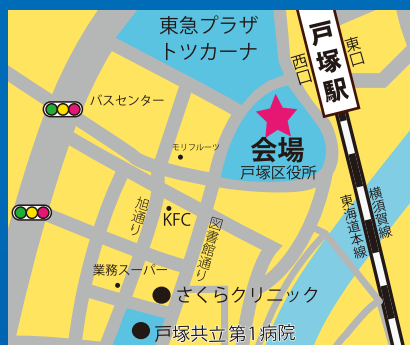 東急プラザ
トツカーナ
戸塚駅
東口
西口
バスセンター
モリフルーツ
会場
戸塚区役所
旭通り
KFC
図書館通り
東海道本線
横須賀線
業務スーパー
さくらクリニック
戸塚共立第1病院